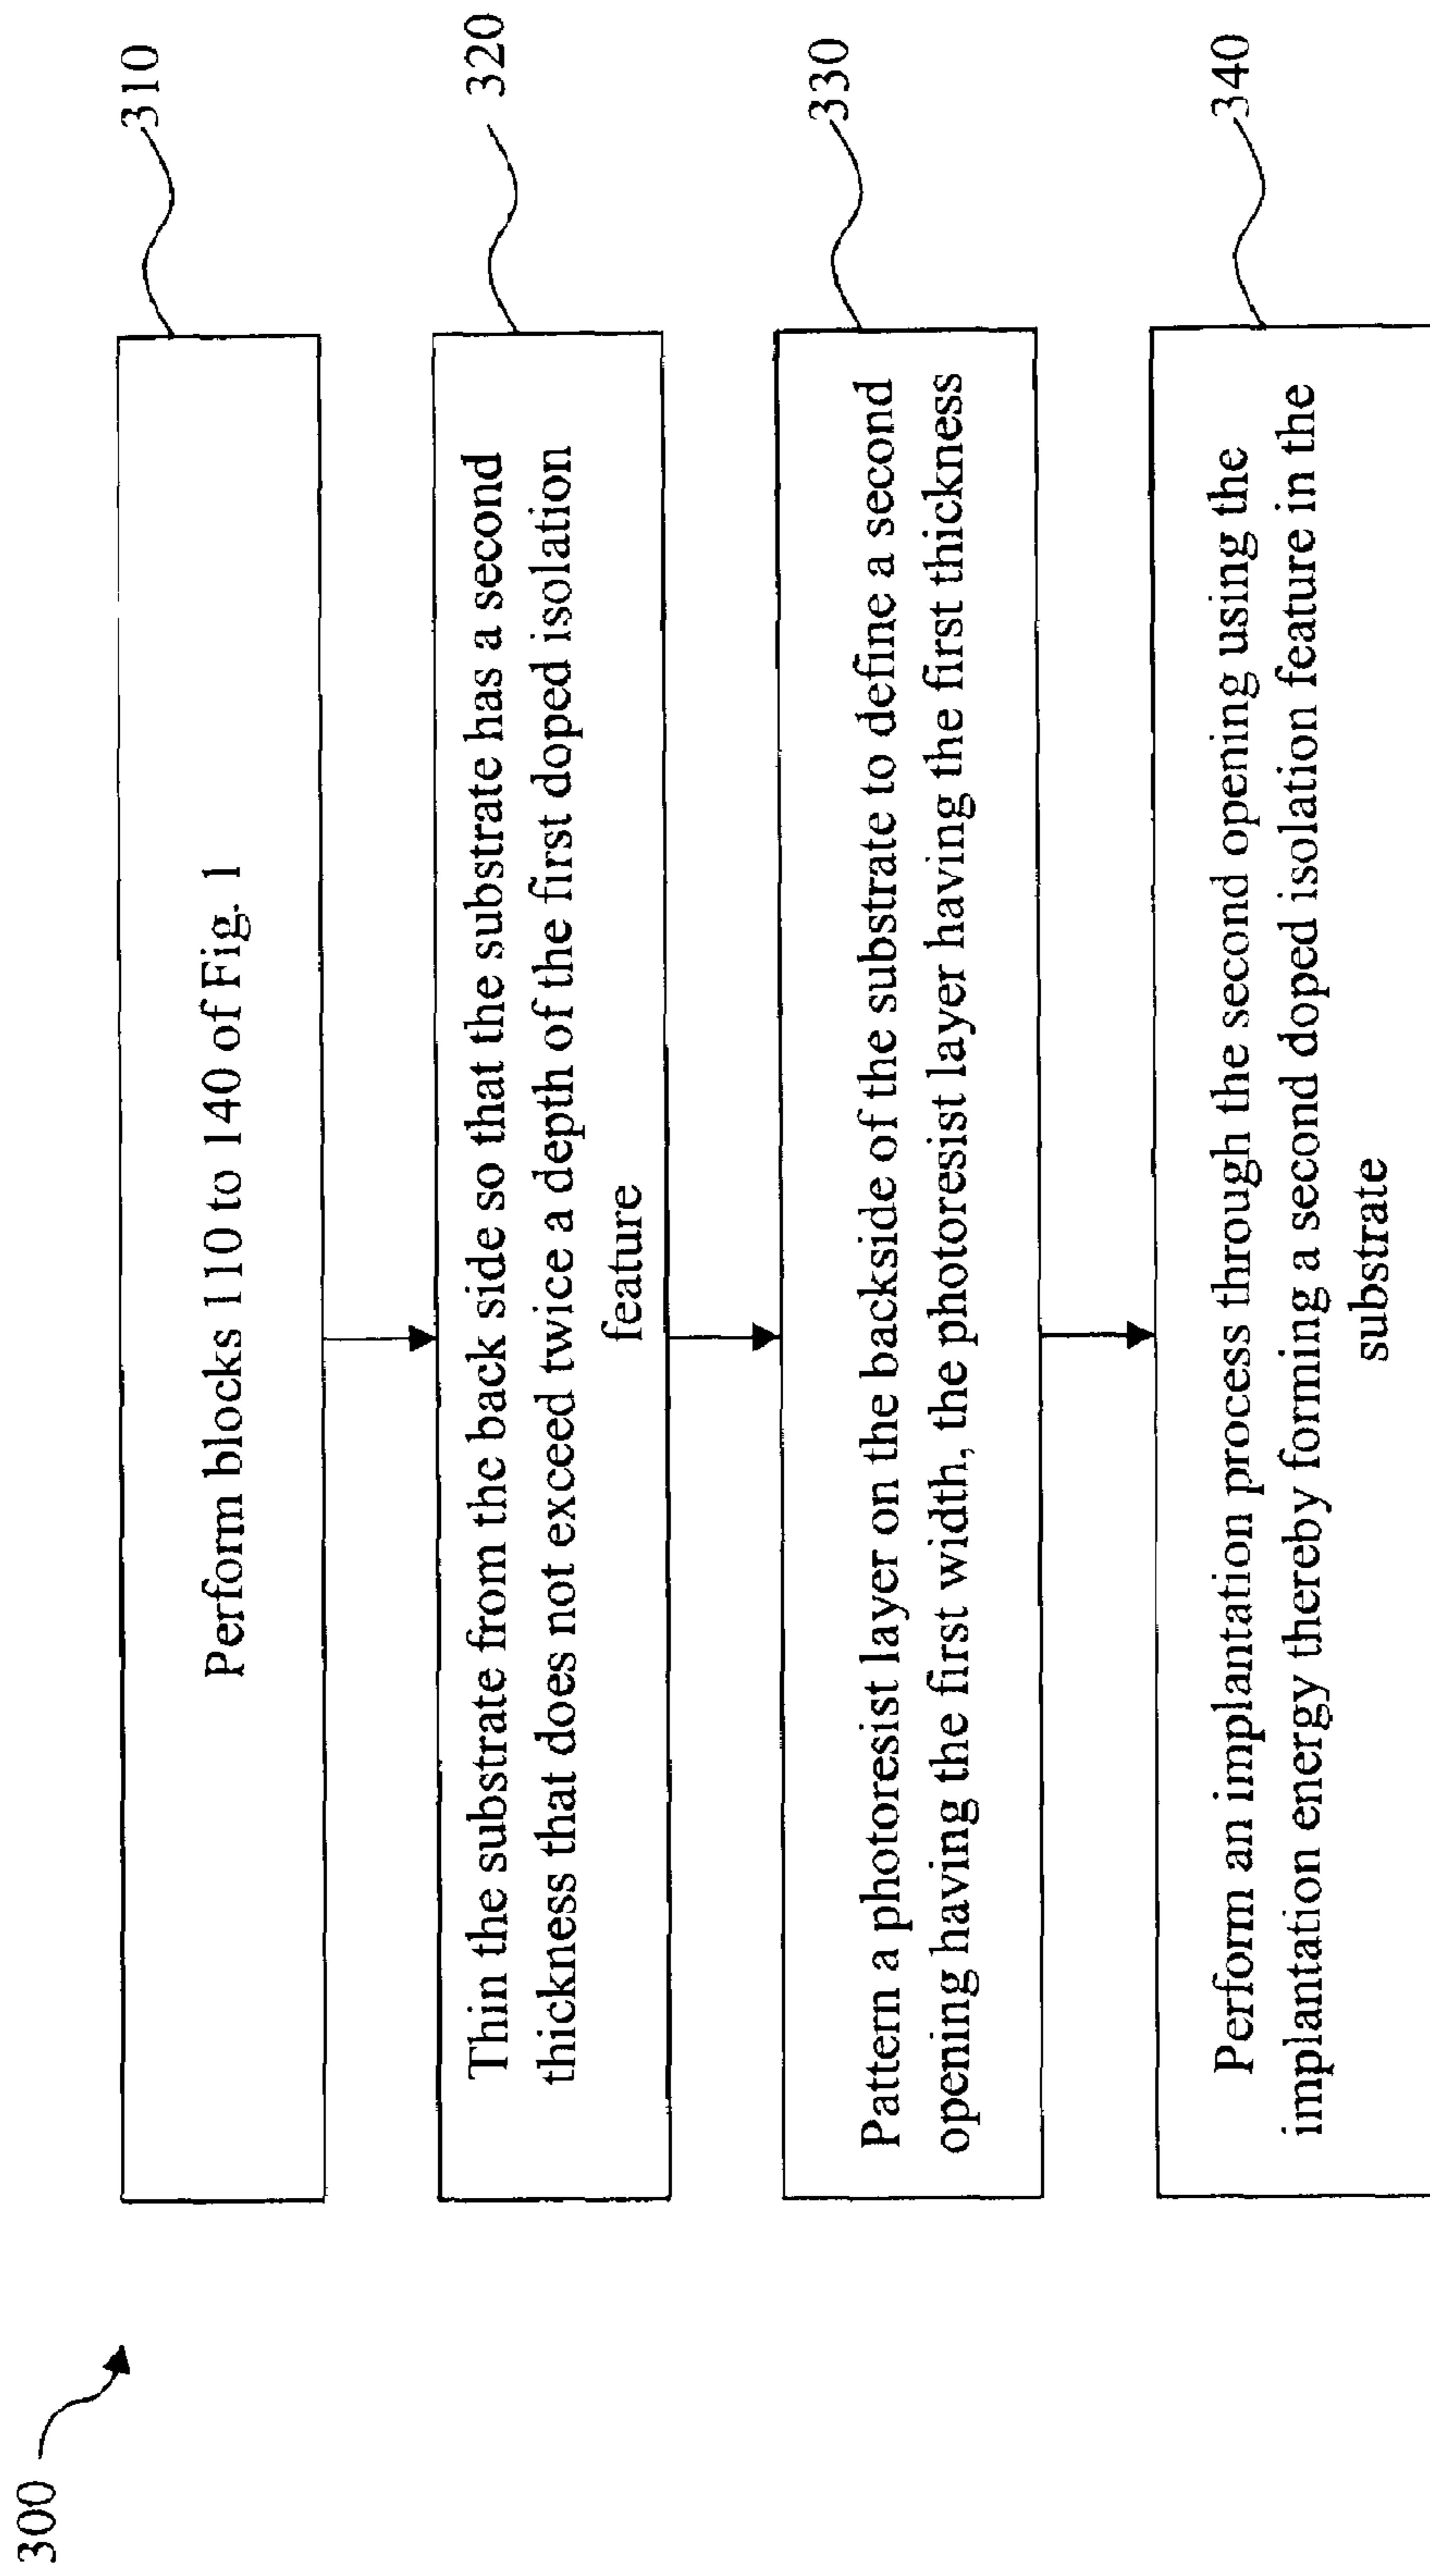 300
310
Perform blocks 110 to 140 of Fig. 1
320
Thin the substrate from the back side so that the substrate has a second
thickness that does not exceed twice a depth of the first doped isolation
feature
330
Pattern a photoresist layer on the backside of the substrate to define a second
opening having the first width, the photoresist layer having the first thickness
340
Perform an implantation process through the second opening using the
implantation energy thereby forming a second doped isolation feature in the
substrate